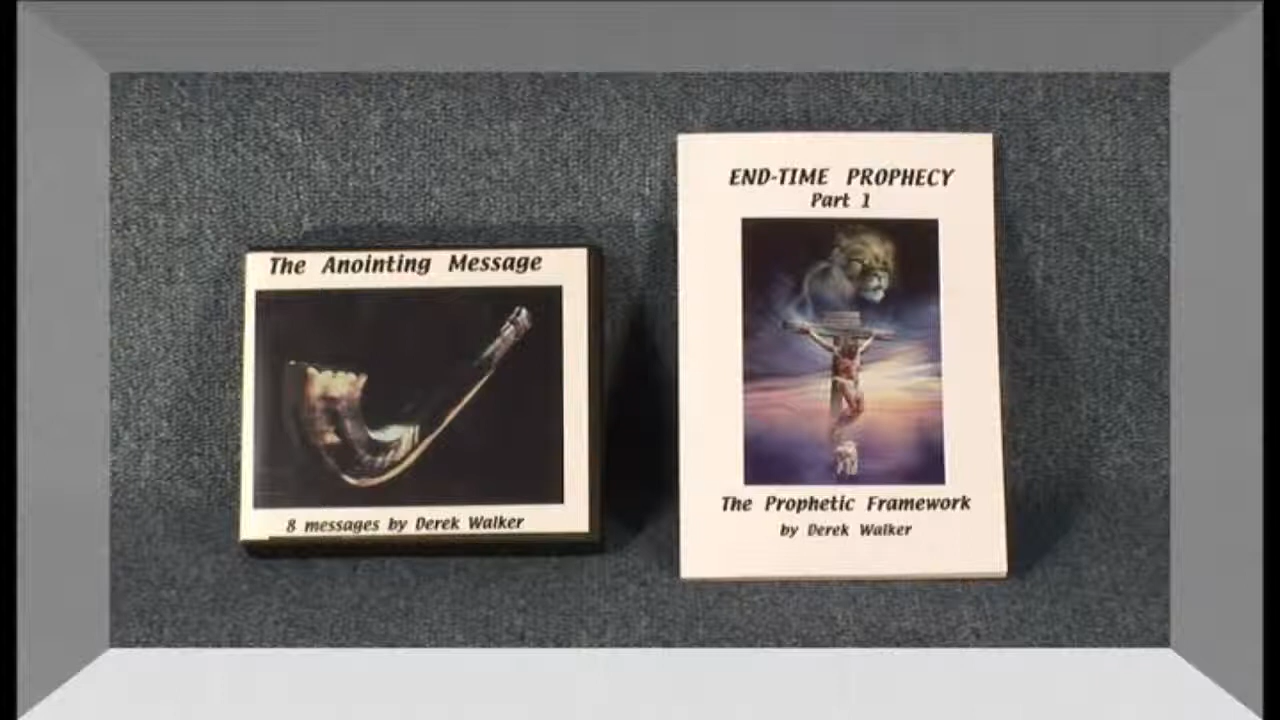 The Anointing Message
8 messages by Derek Walker
END-TIME PROPHECY
Part 1
The Prophetic Framework
by Derek Walker